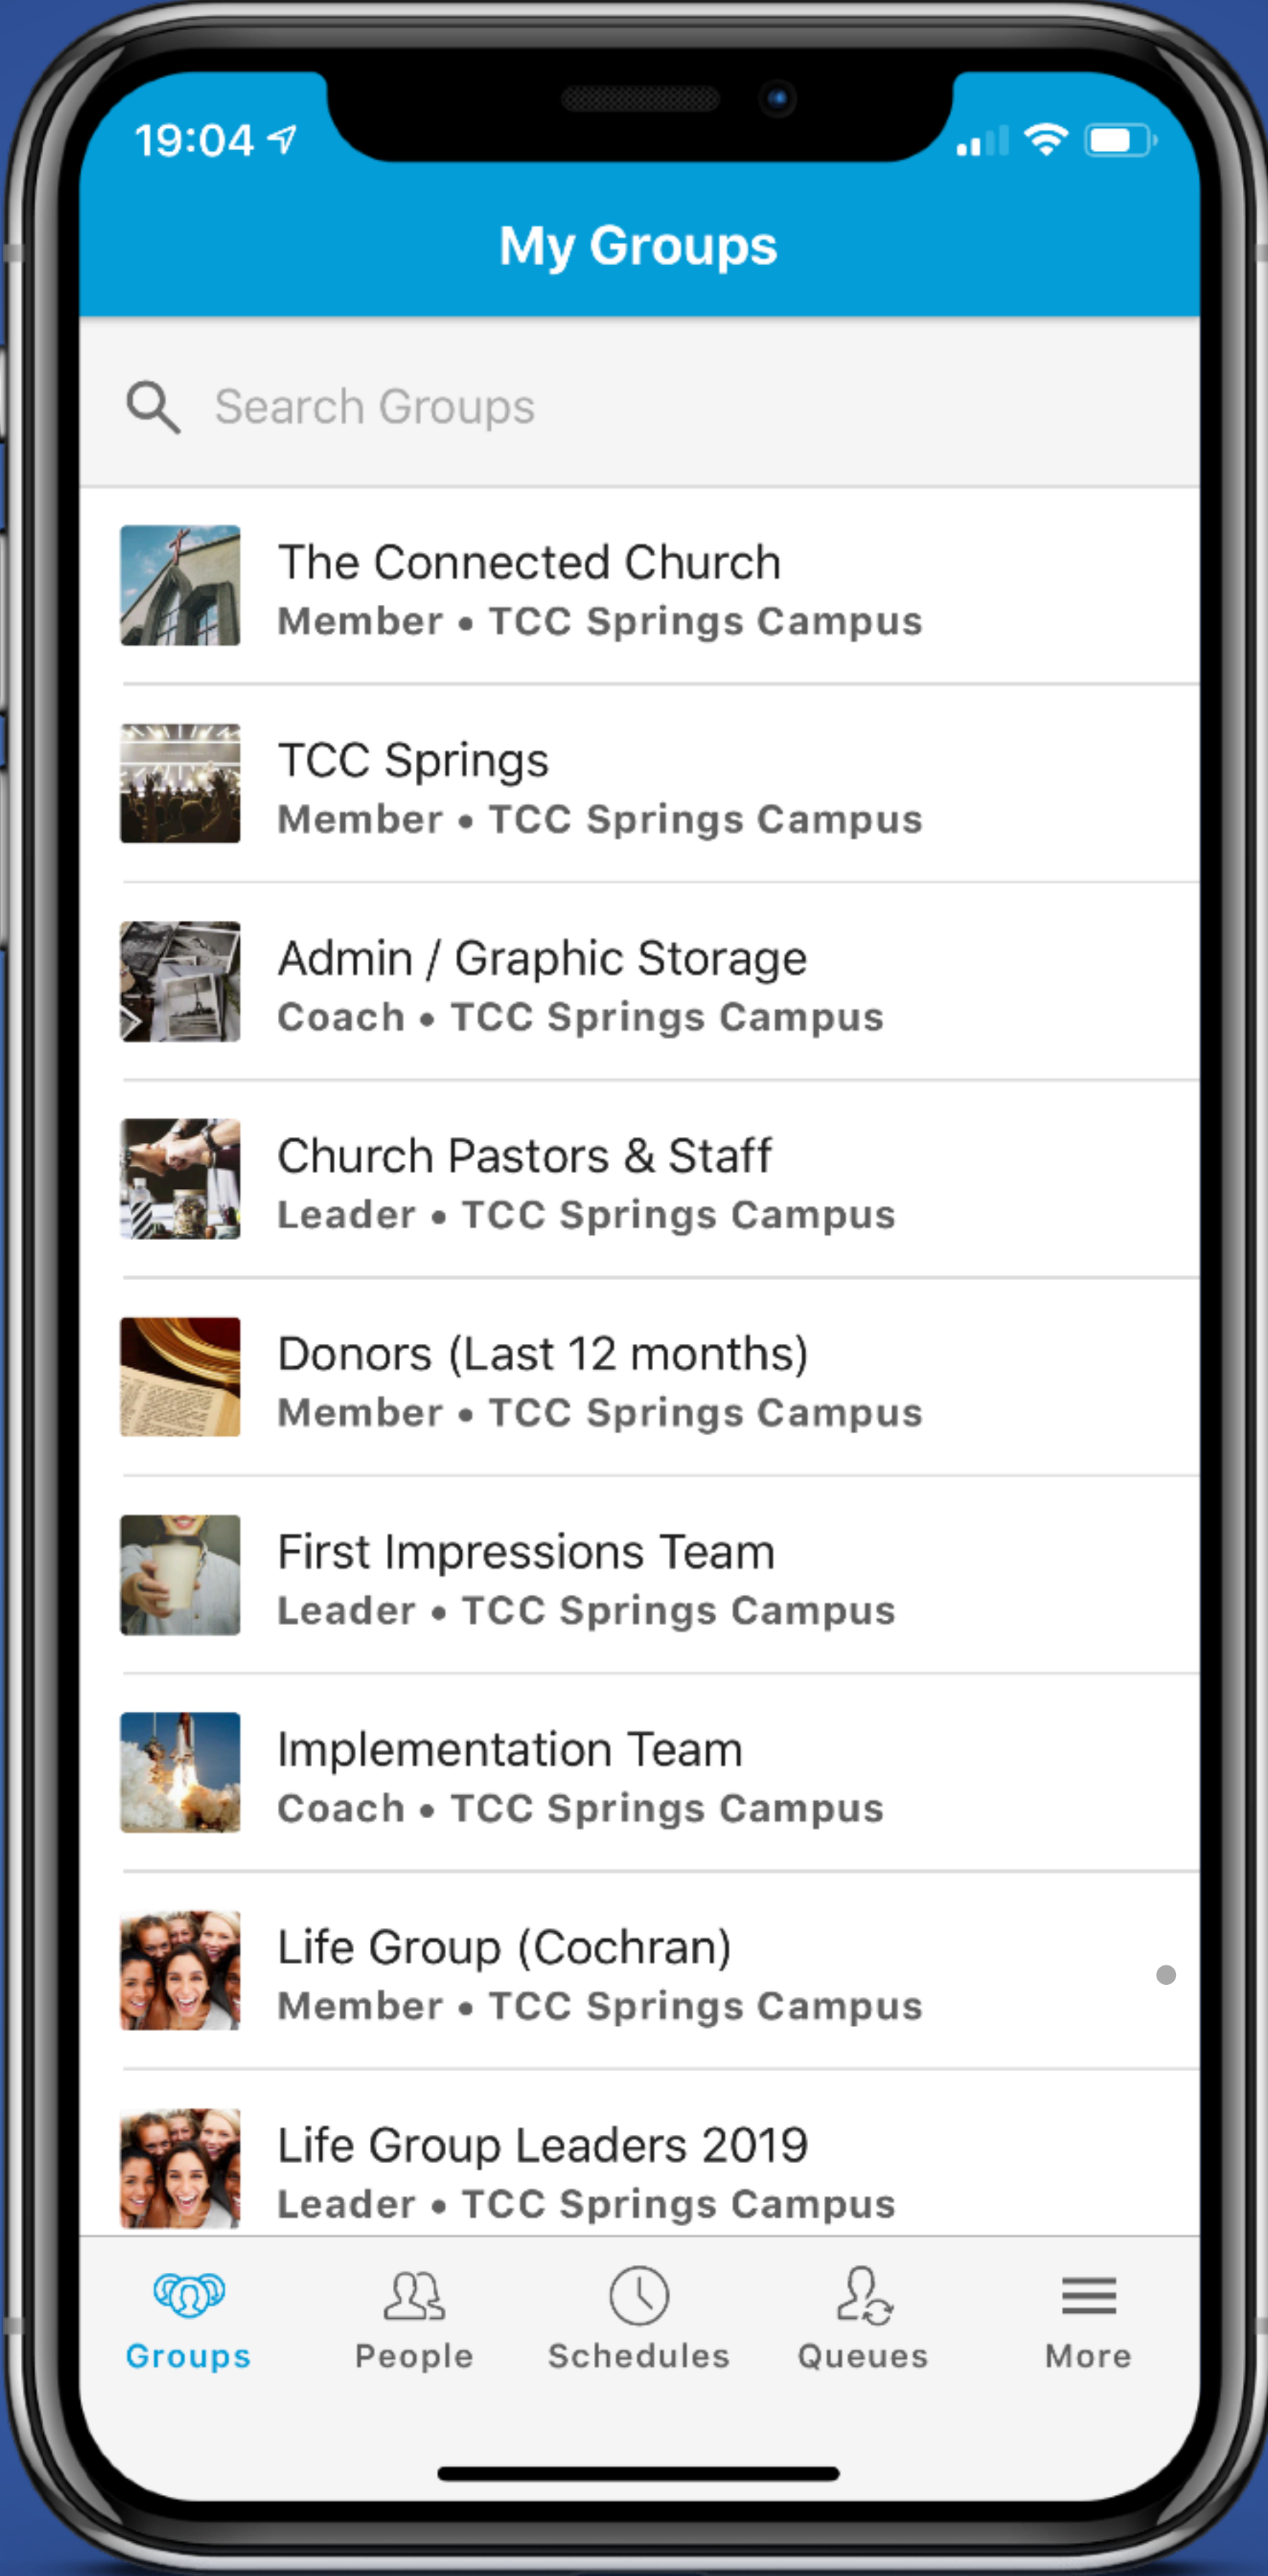 19:04
My Groups
Search Groups
The Connected Church
Member • TCC Springs Campus
TCC Springs
Member • TCC Springs Campus
Admin / Graphic Storage
Coach • TCC Springs Campus
Church Pastors & Staff
Leader • TCC Springs Campus
Donors (Last 12 months)
Member • TCC Springs Campus
First Impressions Team
Leader • TCC Springs Campus
Implementation Team
Coach • TCC Springs Campus
Life Group (Cochran)
Member • TCC Springs Campus
Life Group Leaders 2019
Leader • TCC Springs Campus
Groups People Schedules Queues More